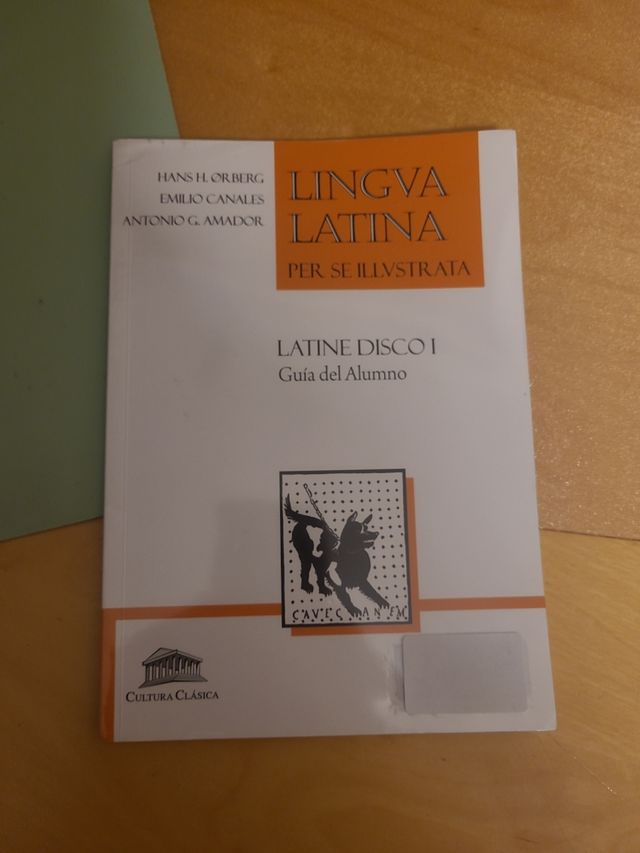 HANS H. ØRBERG
EMILIO CANALES
ANTONIO G. AMADOR
LINGVA
LATINA
PER SE ILLVSTRATA
LATINE DISCO I
Guía del Alumno
CAVE CANEM
CULTURA CLÁSICA